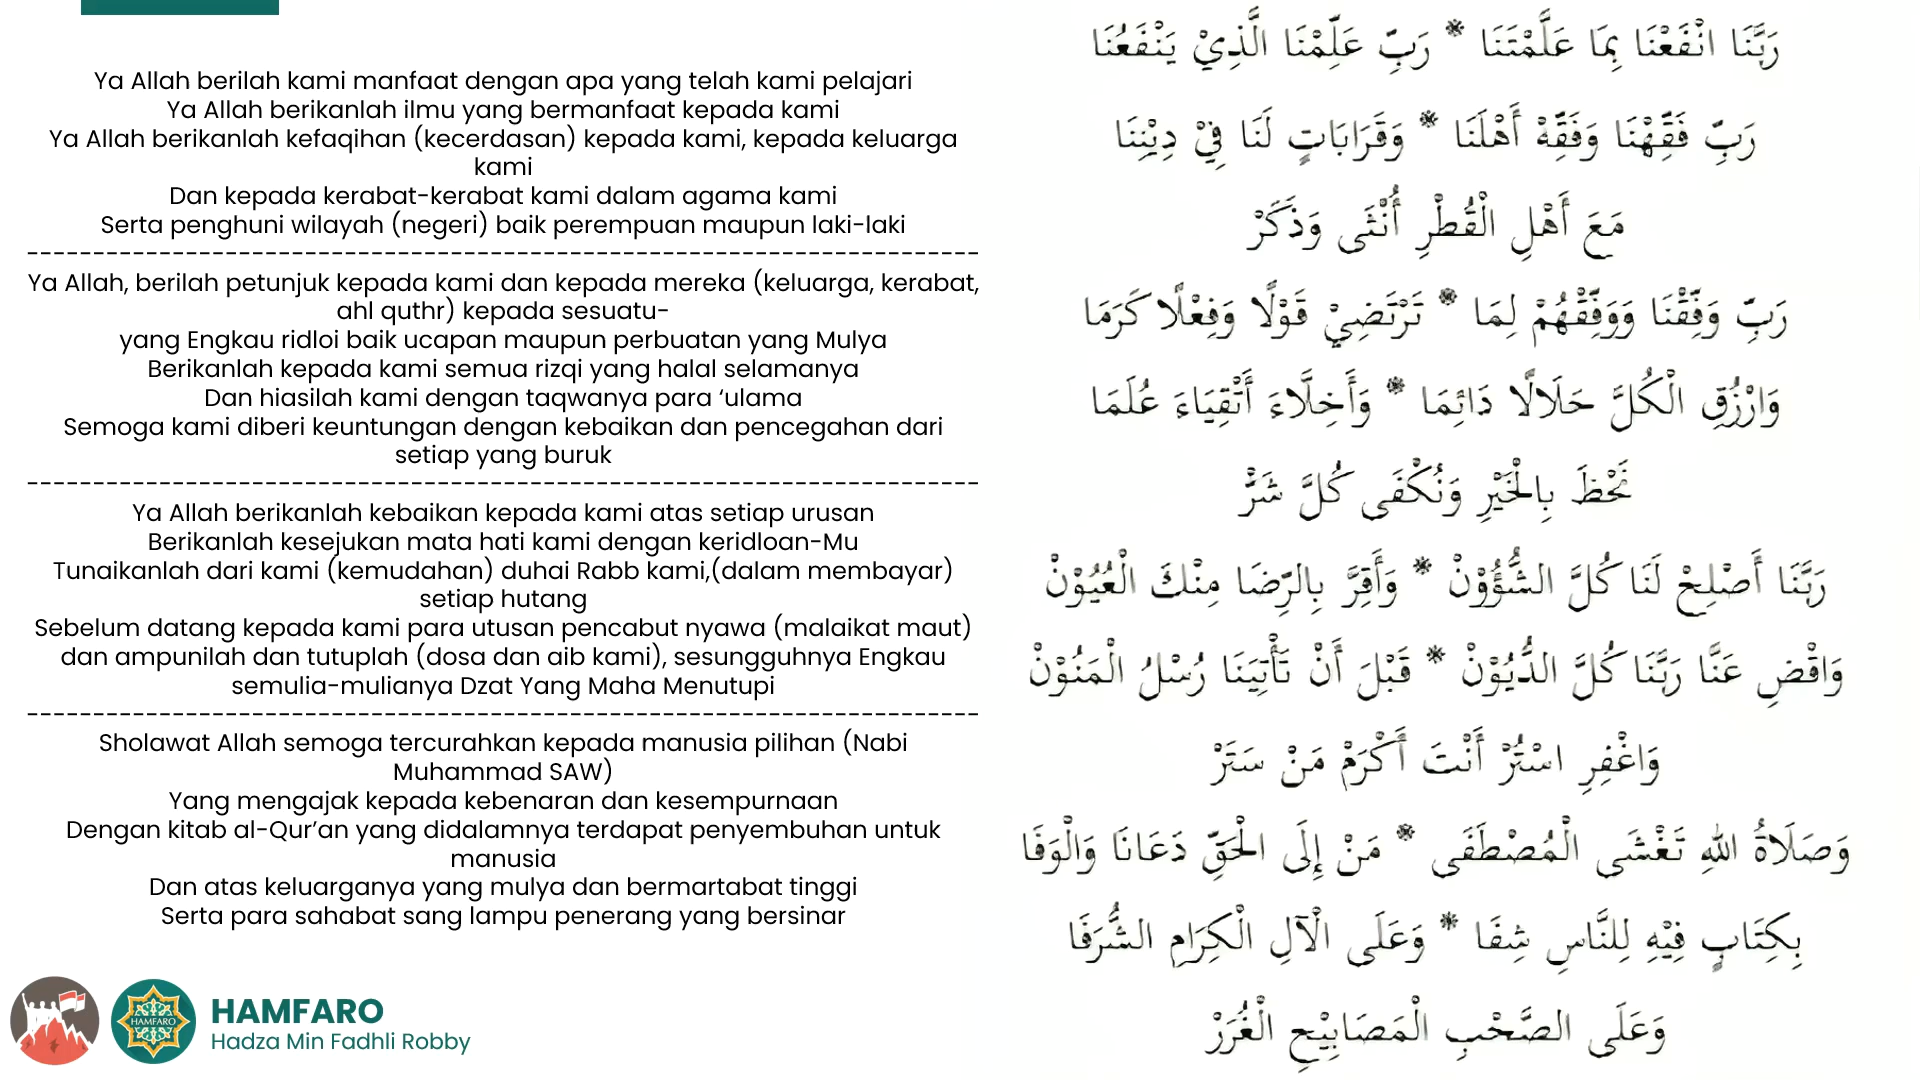 Ya Allah berilah kami manfaat dengan apa yang telah kami pelajari
Ya Allah berikanlah ilmu yang bermanfaat kepada kami
Ya Allah berikanlah kefaqihan (kecerdasan) kepada kami, kepada keluarga
kami
Dan kepada kerabat-kerabat kami dalam agama kami
Serta penghuni wilayah (negeri) baik perempuan maupun laki-laki
------------------------------------------------------------------------
Ya Allah, berilah petunjuk kepada kami dan kepada mereka (keluarga, kerabat,
ahl quthr) kepada sesuatu-
yang Engkau ridloi baik ucapan maupun perbuatan yang Mulya
Berikanlah kepada kami semua rizqi yang halal selamanya
Dan hiasilah kami dengan taqwanya para ‘ulama
Semoga kami diberi keuntungan dengan kebaikan dan pencegahan dari
setiap yang buruk
------------------------------------------------------------------------
Ya Allah berikanlah kebaikan kepada kami atas setiap urusan
Berikanlah kesejukan mata hati kami dengan keridloan-Mu
Tunaikanlah dari kami (kemudahan) duhai Rabb kami,(dalam membayar)
setiap hutang
Sebelum datang kepada kami para utusan pencabut nyawa (malaikat maut)
dan ampunilah dan tutuplah (dosa dan aib kami), sesungguhnya Engkau
semulia-mulianya Dzat Yang Maha Menutupi
------------------------------------------------------------------------
Sholawat Allah semoga tercurahkan kepada manusia pilihan (Nabi
Muhammad SAW)
Yang mengajak kepada kebenaran dan kesempurnaan
Dengan kitab al-Qur’an yang didalamnya terdapat penyembuhan untuk
manusia
Dan atas keluarganya yang mulya dan bermartabat tinggi
Serta para sahabat sang lampu penerang yang bersinar
رَبَّنَا انْفَعْنَا بِمَا عَلَّمْتَنَا * رَبِّ عَلِّمْنَا الَّذِيْ يَنْفَعُنَا
رَبِّ فَقِّهْنَا وَفَقِّهْ أَهْلَنَا * وَقَرَابَاتٍ لَنَا فِيْ دِيْنِنَا
مَعَ أَهْلِ الْقُطْرِ أُنْثَى وَذَكَرْ
رَبِّ وَفِّقْنَا وَوَفِّقْهُمْ لِمَا * تَرْتَضِيْ قَوْلًا وَفِعْلًا كَرَمَا
وَارْزُقِ الْكُلَّ حَلَالًا دَائِمَا * وَأَخِلَّاءَ أَتْقِيَاءَ عُلَمَا
نَحْظَ بِالْخَيْرِ وَنُكْفَى كُلَّ شَرّْ
رَبَّنَا أَصْلِحْ لَنَا كُلَّ الشُّؤُوْنْ * وَأَقِرَّ بِالرِّضَا مِنْكَ الْعُيُوْنْ
وَاقْضِ عَنَّا رَبَّنَا كُلَّ الدُّيُوْنْ * قَبْلَ أَنْ تَأْتِيَنَا رُسْلُ الْمَنُوْنْ
وَاغْفِرِ اسْتُرْ أَنْتَ أَكْرَمْ مَنْ سَتَرْ
وَصَلَاةُ اللهِ تَغْشَى الْمُصْطَفَى * مَنْ إِلَى الْحَقِّ دَعَانَا وَالْوَفَا
بِكِتَابٍ فِيْهِ لِلنَّاسِ شِفَا * وَعَلَى الْآلِ الْكِرَامِ الشُّرَفَا
وَعَلَى الصَّحْبِ الْمَصَابِيْحِ الْغُرَرْ
HAMFARO
HAMFARO
Hadza Min Fadhli Robby